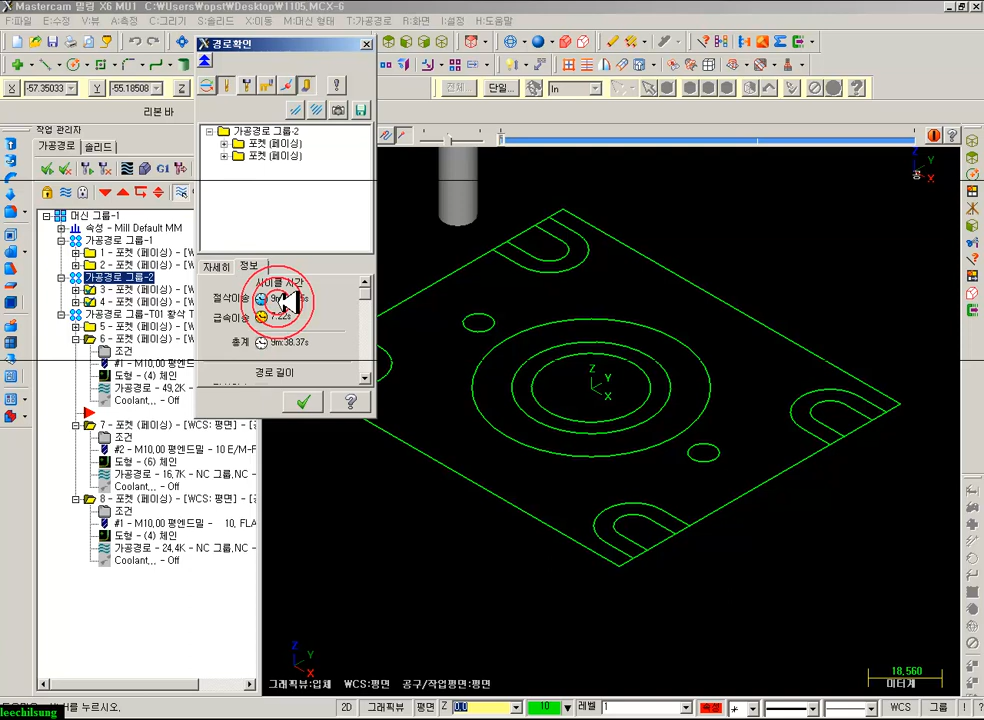 Mastercam 밀링 X6 MU1 C:₩Users₩opst₩Desktop₩1105.MCX-6
F:파일 E:수정 V:뷰 A:측정 C:그리기 S:솔리드 X:이동 M:머신 형태 T:가공경로 R:화면 I:설정 H:도움말
X -57.35033 Y -55.18508 Z
전체... 단일... In
리본 바
작업 관리자
가공경로 솔리드
G1
머신 그룹-1
속성 - Mill Default MM
가공경로 그룹-1
1 - 포켓 (페이싱) - [W
2 - 포켓 (페이싱) - [W
가공경로 그룹-2
3 - 포켓 (페이싱) - [W
4 - 포켓 (페이싱) - [W
가공경로 그룹-T01 황삭 T
5 - 포켓 (페이싱) - [W
6 - 포켓 (페이싱) - [W
조건
#1 - M10,00 평엔드밀 -
도형 - (4) 체인
가공경로 - 49,2K - NC
Coolant,,, - Off
7 - 포켓 (페이싱) - [WCS: 평면]
조건
#2 - M10,00 평엔드밀 - 10 E/M-F
도형 - (6) 체인
가공경로 - 16,7K - NC 그룹,NC -
Coolant,,, - Off
8 - 포켓 (페이싱) - [WCS: 평면]
조건
#1 - M10,00 평엔드밀 - 10, FLA
도형 - (4) 체인
가공경로 - 24,4K - NC 그룹,NC -
Coolant,,, - Off
경로확인
가공경로 그룹-2
포켓 (페이싱)
포켓 (페이싱)
자세히 정보
사이클 시간
절삭이송
급속이송 7.22s
총계 9m:38.37s
경로 길이
Z
Y
X
Y
X
Z
Y
X
그래픽뷰:입체 WCS:평면 공구/작업평면:평면
18,560
미터계
누르시오.
2D 그래픽뷰 평면 Z 0,0 10 레벨 1 속성 WCS 그룹 ! ?
leechilsung